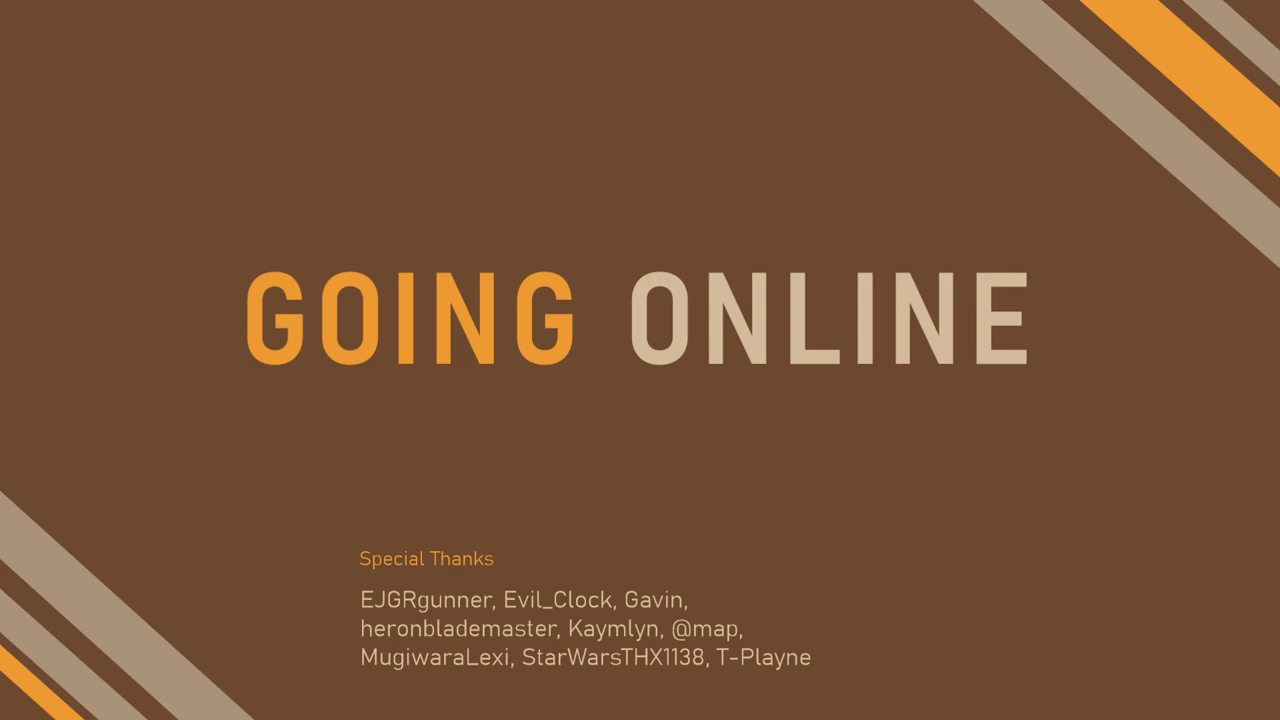 GOING ONLINE
Special Thanks
EJGRgunner, Evil_Clock, Gavin,
heronblademaster, Kaymlyn, @map,
MugiwaraLexi, StarWarsTHX1138, T-Playne